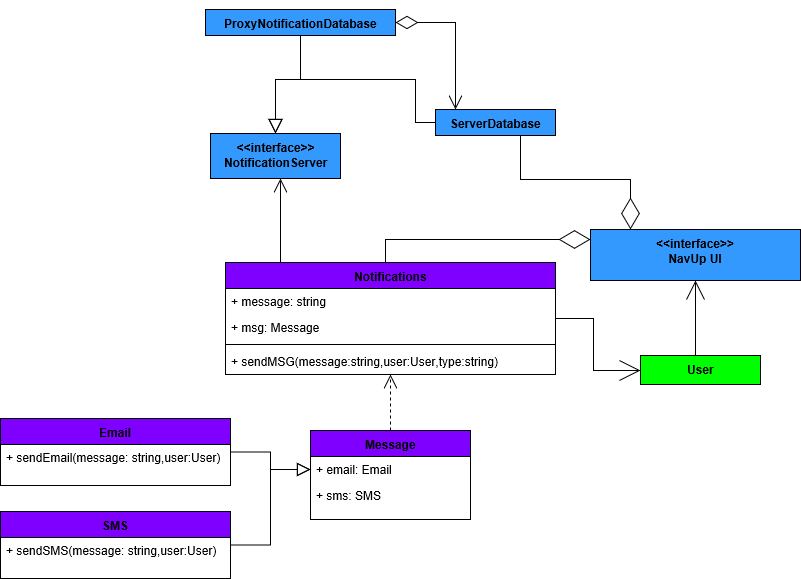 ProxyNotificationDatabase
ServerDatabase
<<interface>>
NotificationServer
<<interface>>
NavUp UI
Notifications
+ message: string
+ msg: Message
+ sendMSG(message:string,user:User,type:string)
User
Email
+ sendEmail(message: string,user:User)
Message
+ email: Email
+ sms: SMS
SMS
+ sendSMS(message: string,user:User)